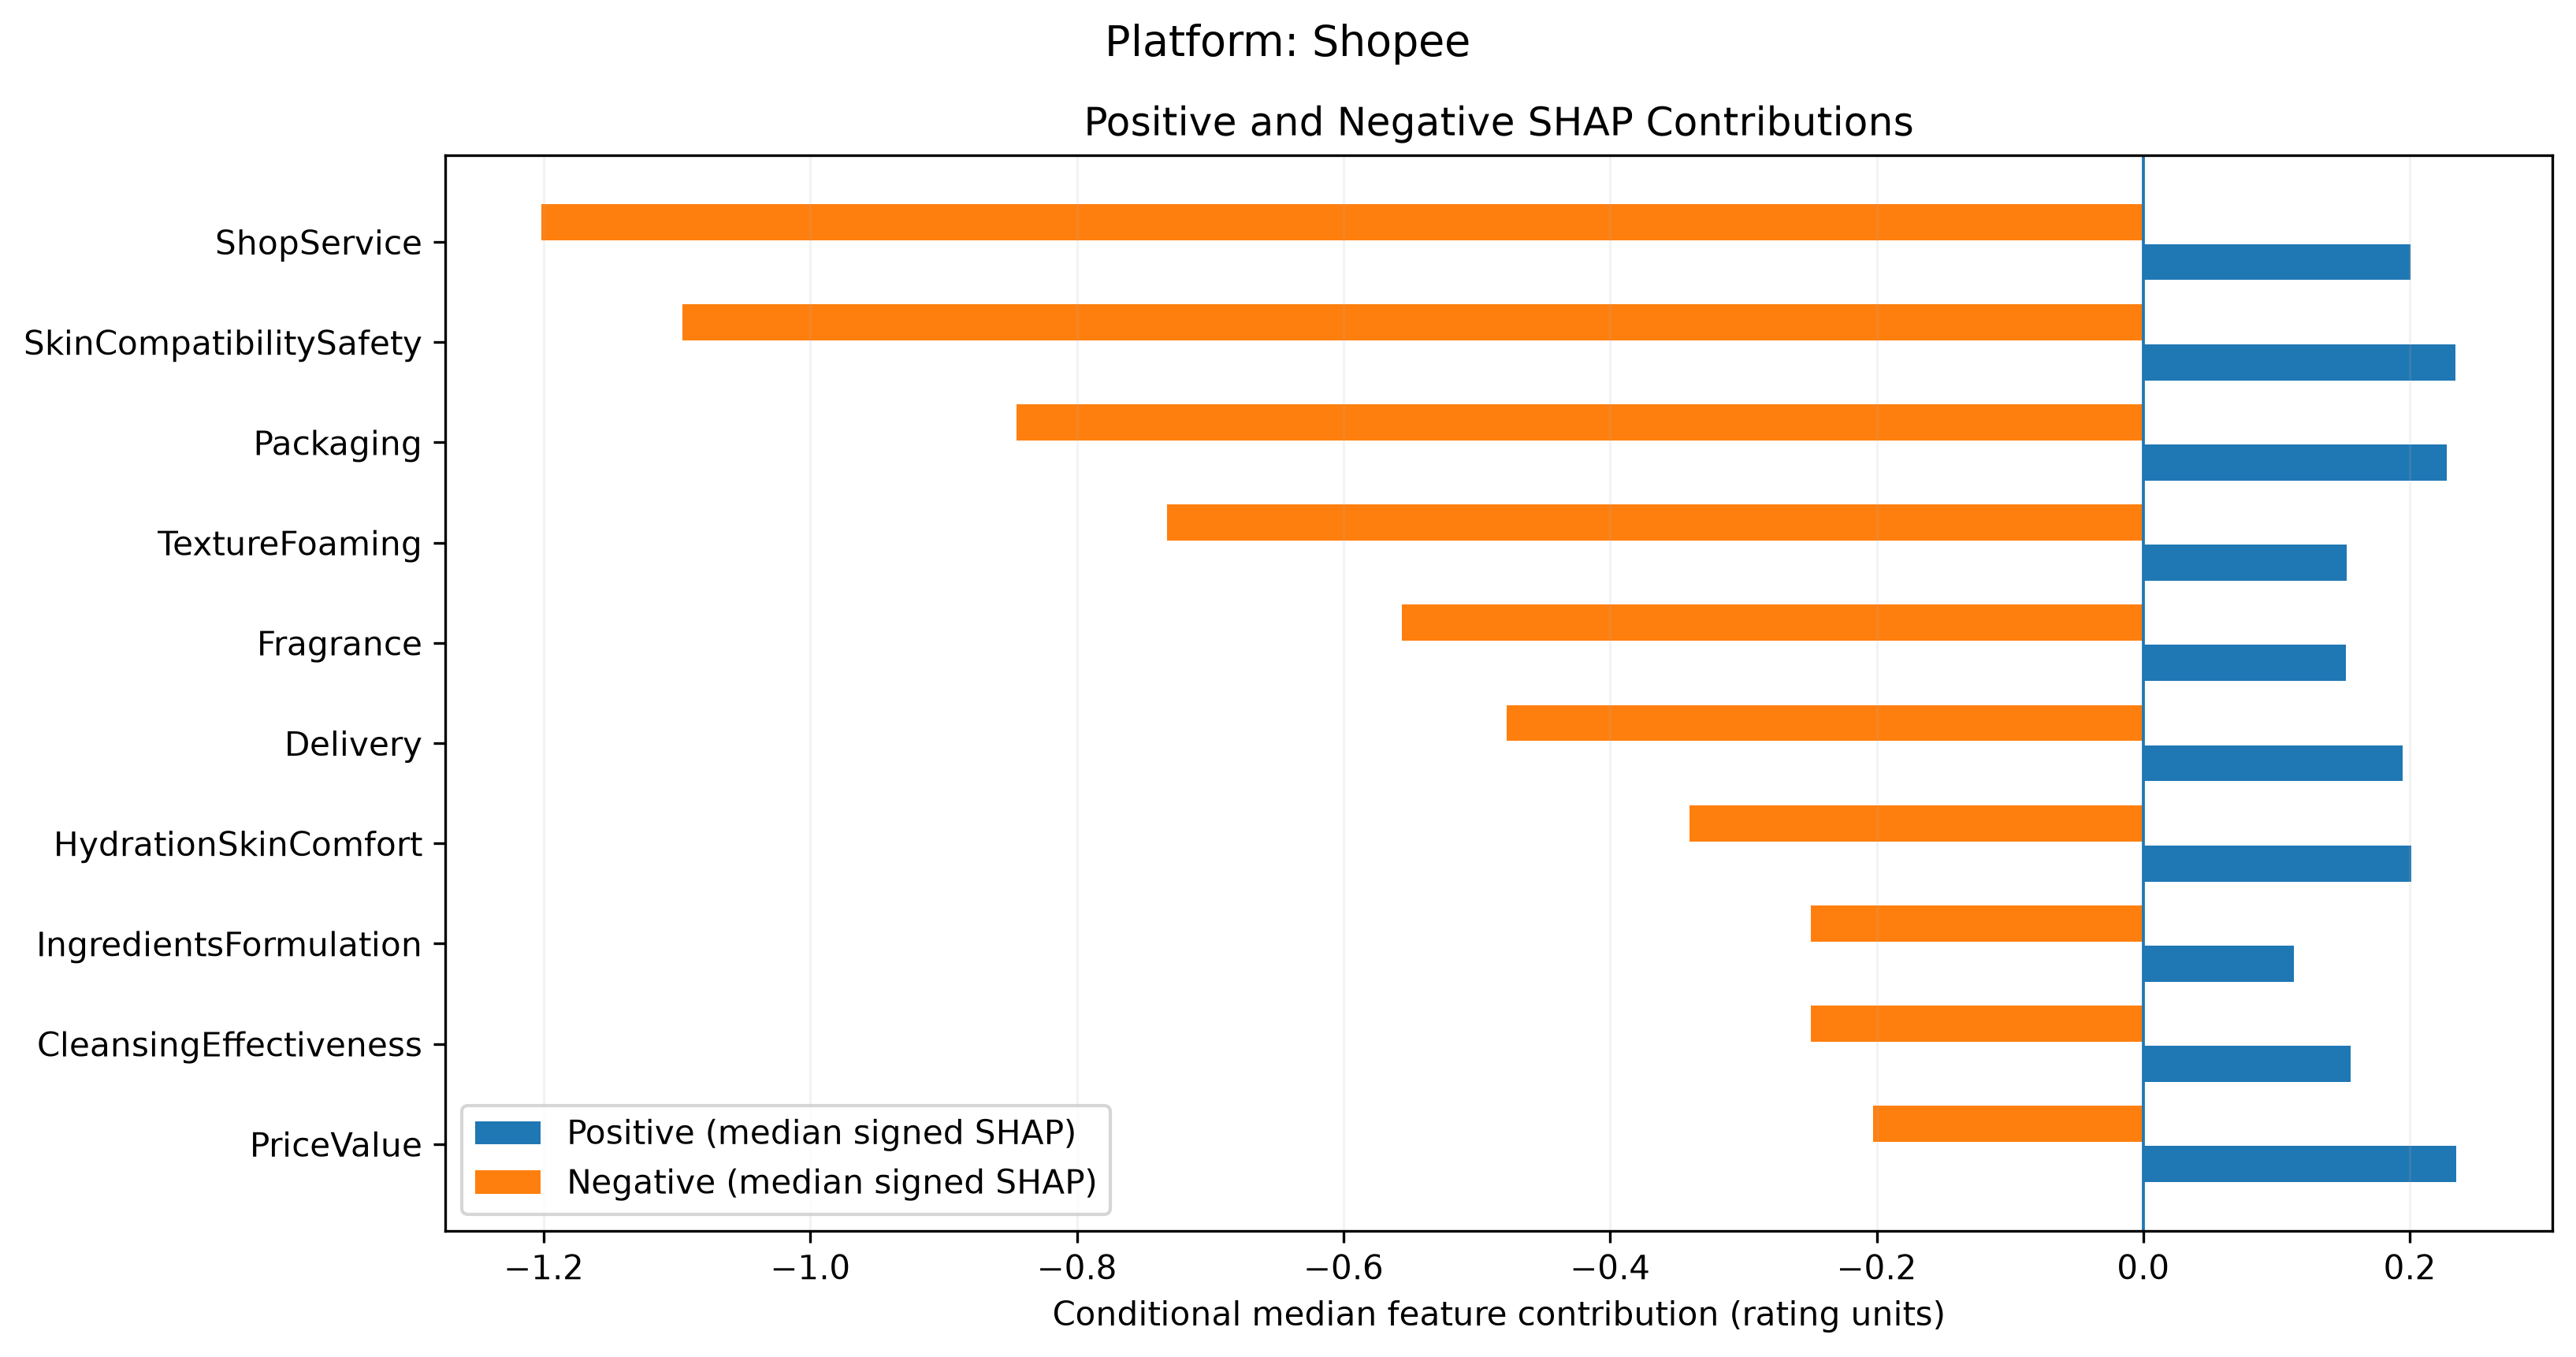 Platform: Shopee
Positive and Negative SHAP Contributions
ShopService
SkinCompatibilitySafety
Packaging
TextureFoaming
Fragrance
Delivery
HydrationSkinComfort
IngredientsFormulation
CleansingEffectiveness
PriceValue
Positive (median signed SHAP)
Negative (median signed SHAP)
−1.2 −1.0 −0.8 −0.6 −0.4 −0.2 0.0 0.2
Conditional median feature contribution (rating units)